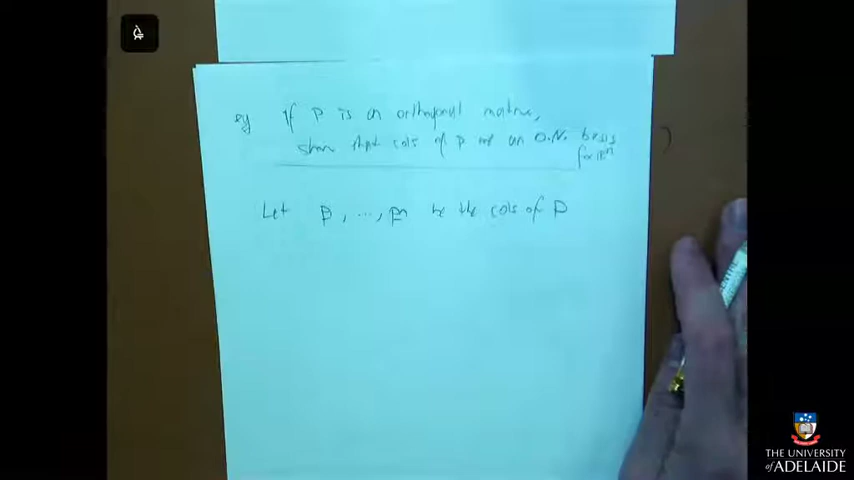 eg If P is an orthogonal matrix,
show that cols of P are an O.N. basis
for ℝⁿ
Let p₁, ..., pn be the cols of P
THE UNIVERSITY
of ADELAIDE